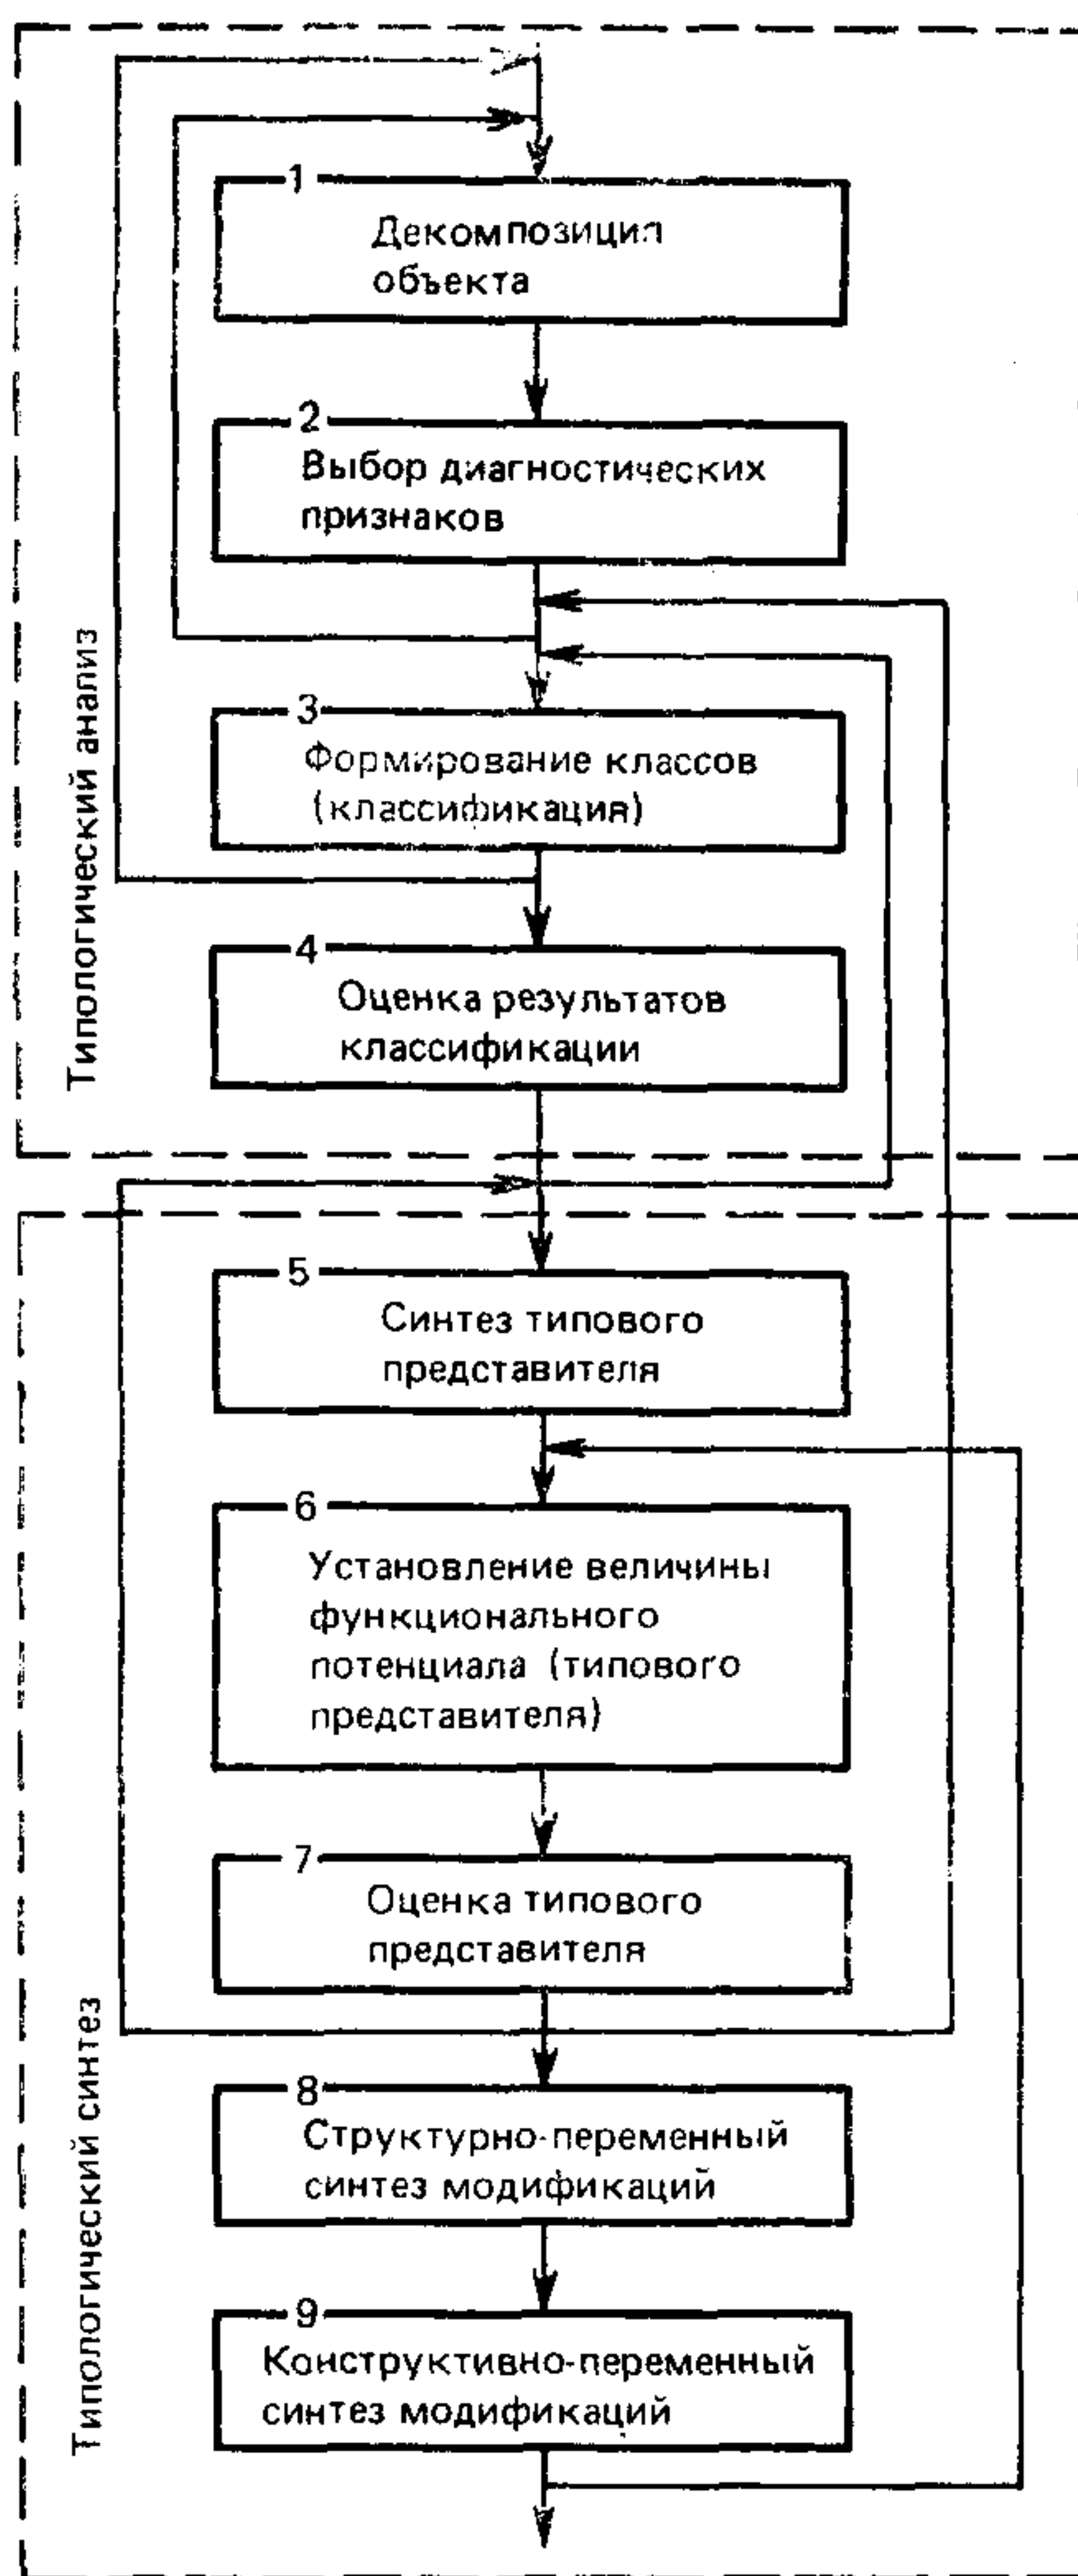 1
Декомпозиция
объекта
2
Выбор диагностических
признаков
3
Формирование классов
(классификация)
4
Оценка результатов
классификации
Типологический анализ
5
Синтез типового
представителя
6
Установление величины
функционального
потенциала (типового
представителя)
7
Оценка типового
представителя
8
Структурно-переменный
синтез модификаций
9
Конструктивно-переменный
синтез модификаций
Типологический синтез